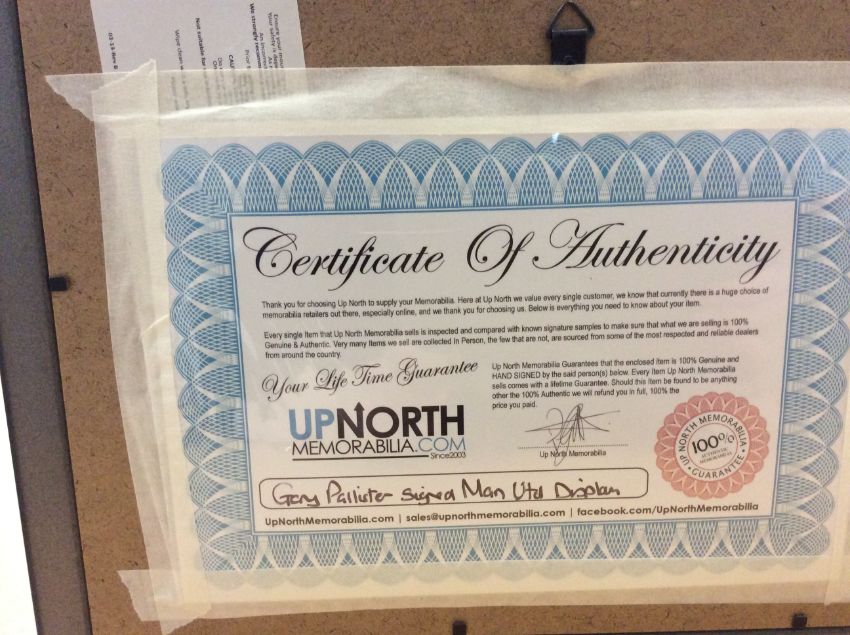 Certificate Of Authenticity
Thank you for choosing Up North to supply your Memorabilia. Here at Up North we value every single customer, we know that currently there is a huge choice of
memorabilia retailers out there, especially online, and we thank you for choosing us. Below is everything you need to know about your item.
Every single Item that Up North Memorabilia sells is inspected and compared with known signature samples to make sure that what we are selling is 100%
Genuine & Authentic. Very many Items we sell are collected In Person, the few that are not, are sourced from some of the most respected and reliable dealers
from around the country.
Your Life Time Guarantee
Up North Memorabilia Guarantees that the enclosed item is 100% Genuine and
HAND SIGNED by the said person(s) below. Every Item Up North Memorabilia
sells comes with a lifetime Guarantee. Should this Item be found to be anything
other the 100% Authentic we will refund you in full, 100% the
price you paid.
UPNORTH
MEMORABILIA.COM
Since2003
Up North Memorabilia
UP NORTH MEMORABILIA
100%
AUTHENTIC
MEMORABILIA
GUARANTEE
Gary Pallister Signed Man Utd Display
UpNorthMemorabilia.com | sales@upnorthmemorabilia.com | facebook.com/UpNorthMemorabilia